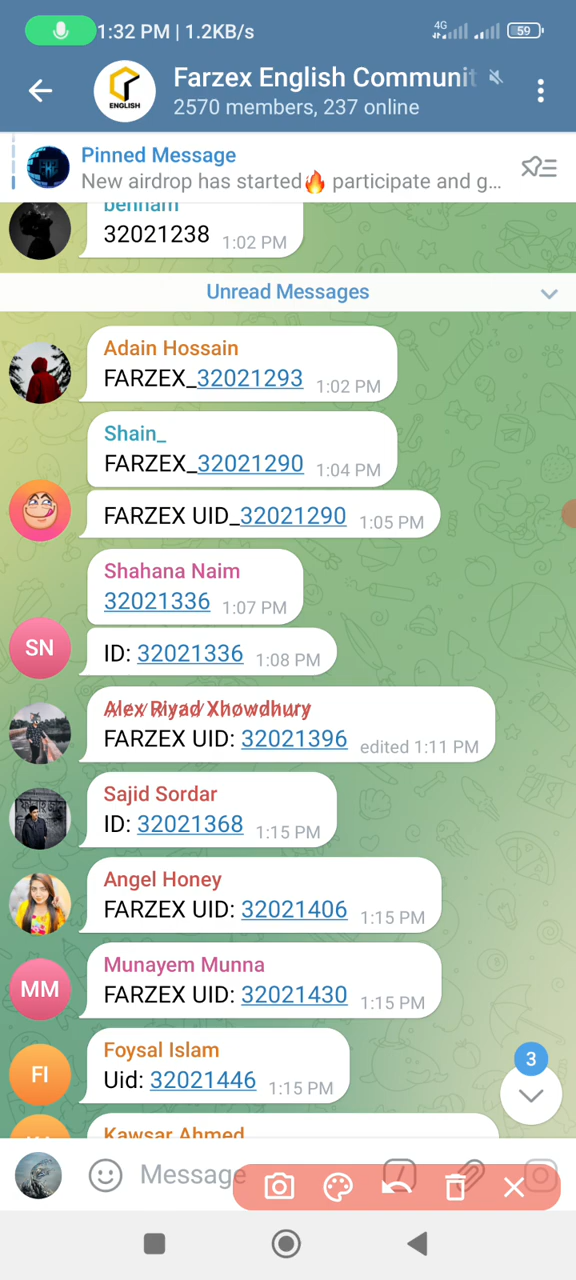 1:32 PM | 1.2KB/s
4G
59
ENGLISH
Farzex English Communit
2570 members, 237 online
Pinned Message
New airdrop has started🔥 participate and g...
benham
32021238 1:02 PM
Unread Messages
Adain Hossain
FARZEX_32021293 1:02 PM
Shain_
FARZEX_32021290 1:04 PM
FARZEX UID_32021290 1:05 PM
Shahana Naim
32021336 1:07 PM
SN
ID: 32021336 1:08 PM
Alex Riyad Xhowdhury
FARZEX UID: 32021396 edited 1:11 PM
Sajid Sordar
ID: 32021368 1:15 PM
Angel Honey
FARZEX UID: 32021406 1:15 PM
Munayem Munna
MM
FARZEX UID: 32021430 1:15 PM
Foysal Islam
FI
Uid: 32021446 1:15 PM
3
Kawsar Ahmed
Message